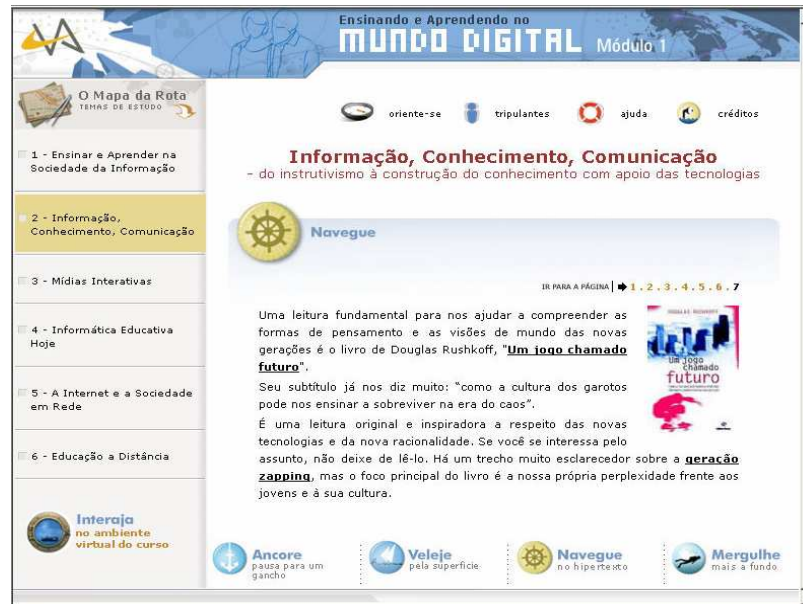 Ensinando e Aprendendo no
MUNDO DIGITAL Módulo 1
O Mapa da Rota
TEMAS DE ESTUDO
oriente-se tripulantes ajuda créditos
1 - Ensinar e Aprender na
Sociedade da Informação
2 - Informação,
Conhecimento, Comunicação
3 - Mídias Interativas
4 - Informática Educativa
Hoje
5 - A Internet e a Sociedade
em Rede
6 - Educação a Distância
Interaja
no ambiente
virtual do curso
Informação, Conhecimento, Comunicação
- do instrutivismo à construção do conhecimento com apoio das tecnologias
Navegue
IR PARA A PÁGINA 1.2.3.4.5.6.7
Uma leitura fundamental para nos ajudar a compreender as
formas de pensamento e as visões de mundo das novas
gerações é o livro de Douglas Rushkoff, "Um jogo chamado
futuro".
Seu subtítulo já nos diz muito: “como a cultura dos garotos
pode nos ensinar a sobreviver na era do caos”.
É uma leitura original e inspiradora a respeito das novas
tecnologias e da nova racionalidade. Se você se interessa pelo
assunto, não deixe de lê-lo. Há um trecho muito esclarecedor sobre a geração
zapping, mas o foco principal do livro é a nossa própria perplexidade frente aos
jovens e à sua cultura.
DOUGLAS RUSHKOFF
Um jogo
chamado
futuro
Ancore
pausa para um
gancho
Veleje
pela superfície
Navegue
no hipertexto
Mergulhe
mais a fundo